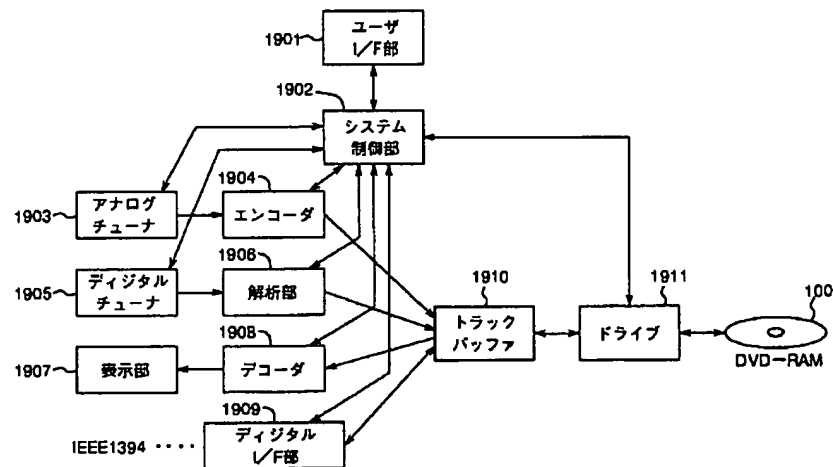 1901
ユーザ
I/F部
1902
システム
制御部
1903
アナログ
チューナ
1904
エンコーダ
1905
ディジタル
チューナ
1906
解析部
1907
表示部
1908
デコーダ
1909
ディジタル
I/F部
IEEE1394 ····
1910
トラック
バッファ
1911
ドライブ
100
DVD-RAM